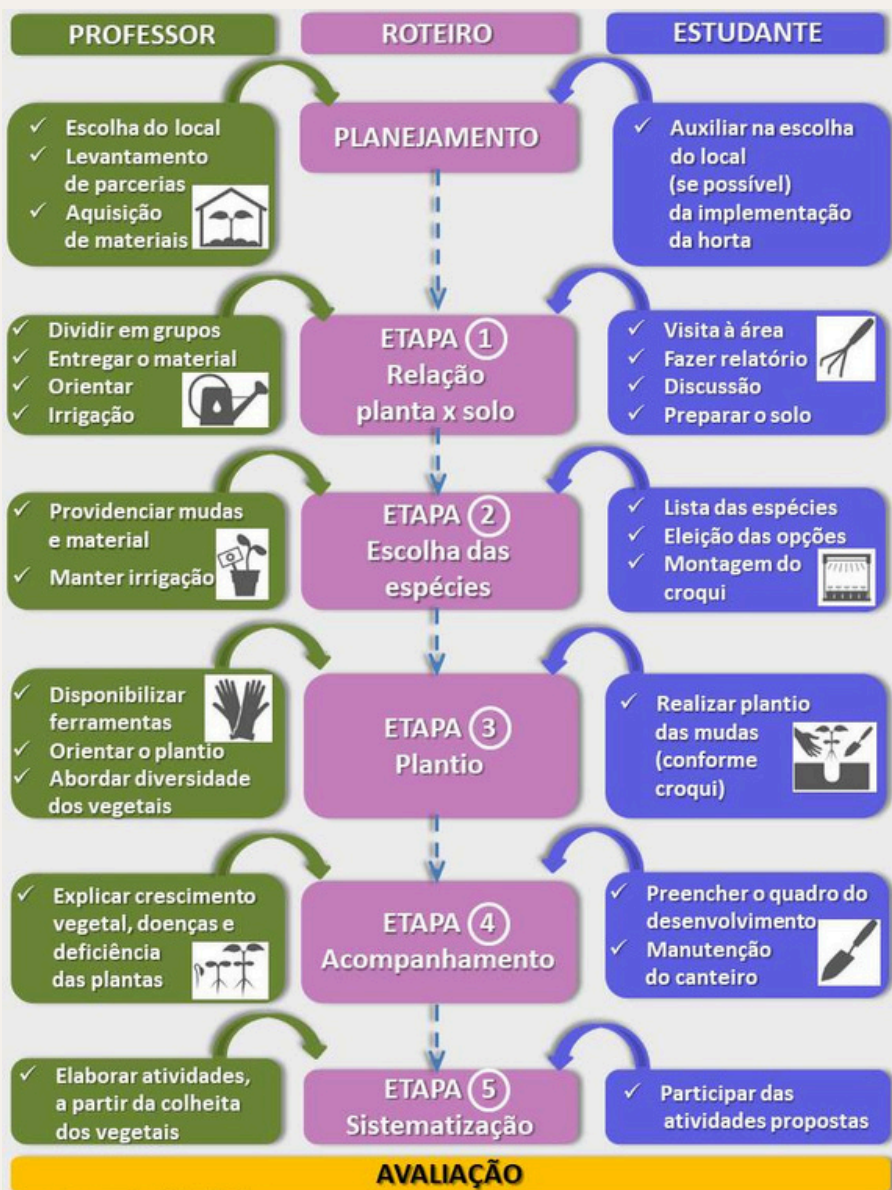 PROFESSOR
ROTEIRO
ESTUDANTE
✓ Escolha do local
✓ Levantamento
de parcerias
✓ Aquisição
de materiais
PLANEJAMENTO
✓ Auxiliar na escolha
do local
(se possível)
da implementação
da horta
✓ Dividir em grupos
✓ Entregar o material
✓ Orientar
✓ Irrigação
ETAPA 1
Relação
planta x solo
✓ Visita à área
✓ Fazer relatório
✓ Discussão
✓ Preparar o solo
✓ Providenciar mudas
e material
✓ Manter irrigação
ETAPA 2
Escolha das
espécies
✓ Lista das espécies
✓ Eleição das opções
✓ Montagem do
croqui
✓ Disponibilizar
ferramentas
✓ Orientar o plantio
✓ Abordar diversidade
dos vegetais
ETAPA 3
Plantio
✓ Realizar plantio
das mudas
(conforme
croqui)
✓ Explicar crescimento
vegetal, doenças e
deficiência
das plantas
ETAPA 4
Acompanhamento
✓ Preencher o quadro do
desenvolvimento
✓ Manutenção
do canteiro
✓ Elaborar atividades,
a partir da colheita
dos vegetais
ETAPA 5
Sistematização
✓ Participar das
atividades propostas
AVALIAÇÃO